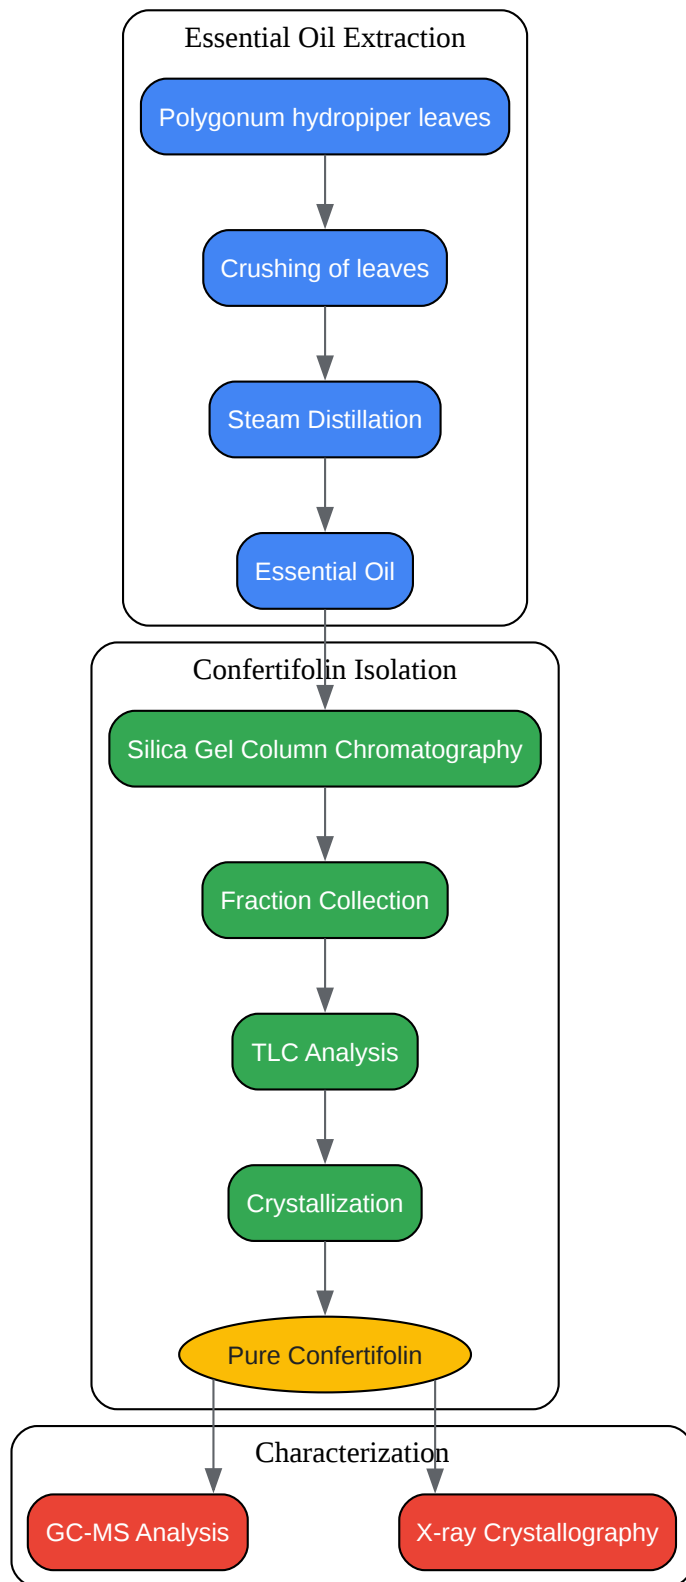 Essential Oil Extraction
Polygonum hydropiper leaves
Crushing of leaves
Steam Distillation
Essential Oil
Confertifolin Isolation
Silica Gel Column Chromatography
Fraction Collection
TLC Analysis
Crystallization
Pure Confertifolin
Characterization
GC-MS Analysis
X-ray Crystallography